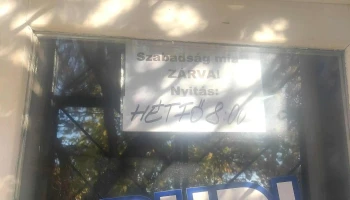 Szabadság miatt
ZÁRVA!
Nyitás:
HÉTFŐ 8:00